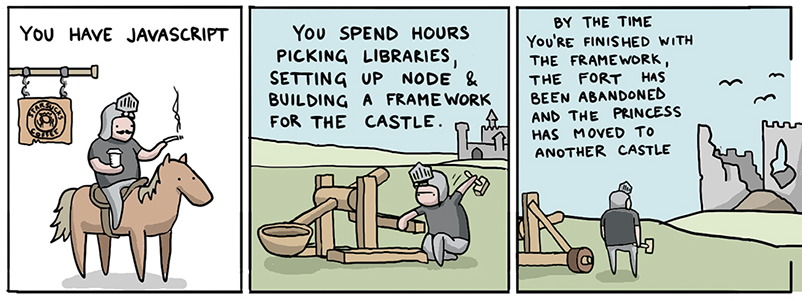 YOU HAVE JAVASCRIPT
STARBUCKS
COFFEE
YOU SPEND HOURS
PICKING LIBRARIES,
SETTING UP NODE &
BUILDING A FRAMEWORK
FOR THE CASTLE.
BY THE TIME
YOU'RE FINISHED WITH
THE FRAMEWORK,
THE FORT HAS
BEEN ABANDONED
AND THE PRINCESS
HAS MOVED TO
ANOTHER CASTLE